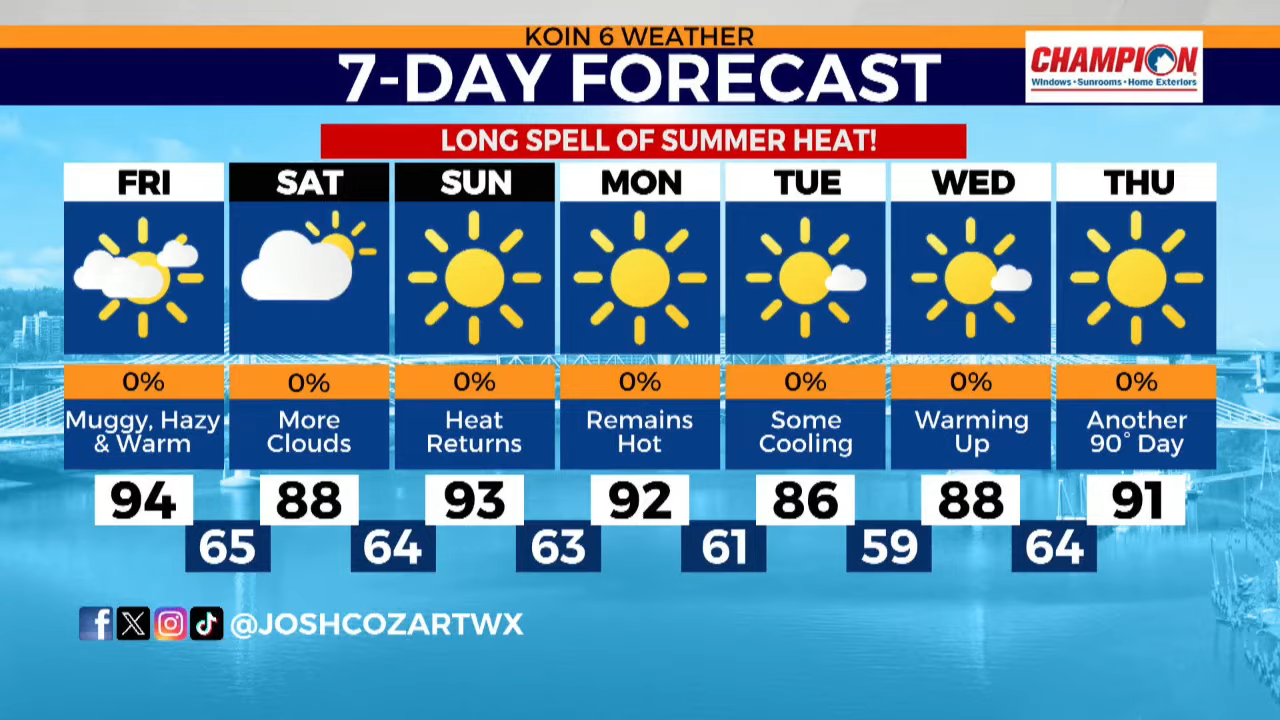 KOIN 6 WEATHER
7-DAY FORECAST
CHAMPION
Windows • Sunrooms • Home Exteriors
LONG SPELL OF SUMMER HEAT!
FRI SAT SUN MON TUE WED THU
0% 0% 0% 0% 0% 0% 0%
Muggy, Hazy More Heat Remains Some Warming Another
& Warm Clouds Returns Hot Cooling Up 90° Day
94 88 93 92 86 88 91
65 64 63 61 59 64
@JOSHCOZARTWX